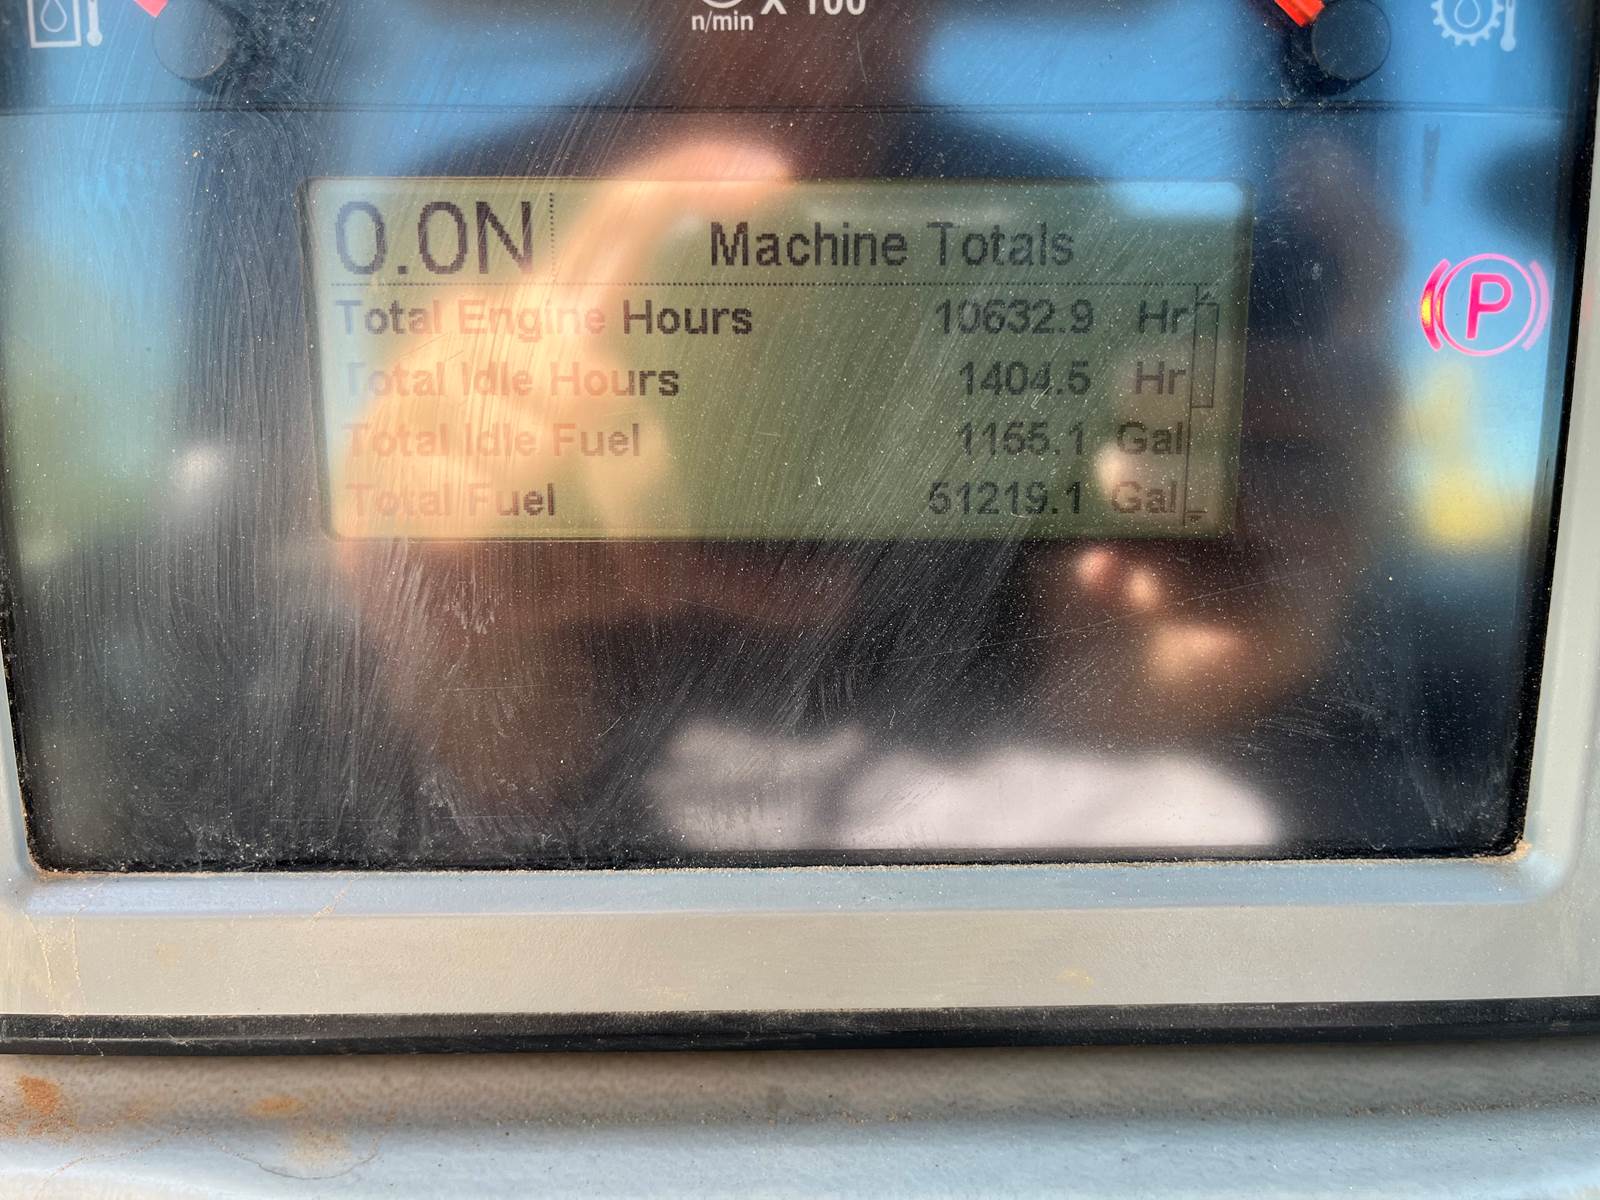 n/min X 100
0.0N Machine Totals
Total Engine Hours 10632.9 Hr
Total Idle Hours 1404.5 Hr
Total Idle Fuel 1155.1 Gal
Total Fuel 51219.1 Gal
P